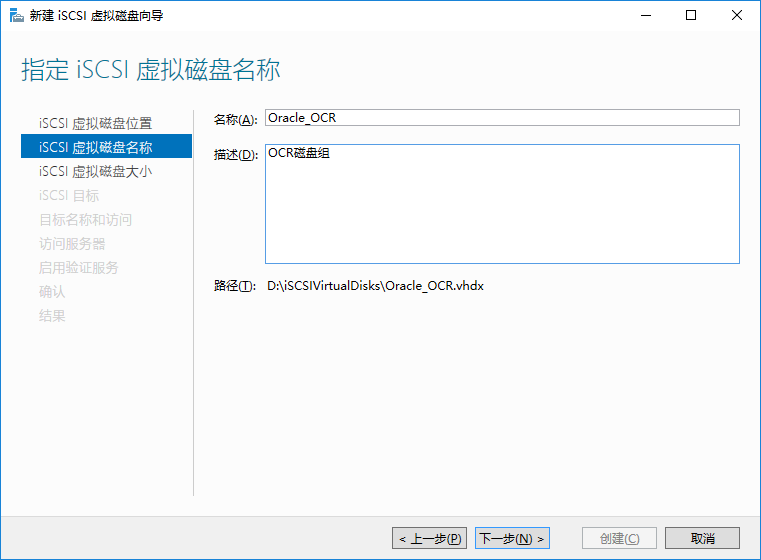 新建 iSCSI 虚拟磁盘向导
指定 iSCSI 虚拟磁盘名称
iSCSI 虚拟磁盘位置
iSCSI 虚拟磁盘名称
iSCSI 虚拟磁盘大小
iSCSI 目标
目标名称和访问
访问服务器
启用验证服务
确认
结果
名称(A): Oracle_OCR
描述(D): OCR磁盘组
路径(T): D:\iSCSIVirtualDisks\Oracle_OCR.vhdx
< 上一步(P) 下一步(N) > 创建(C) 取消